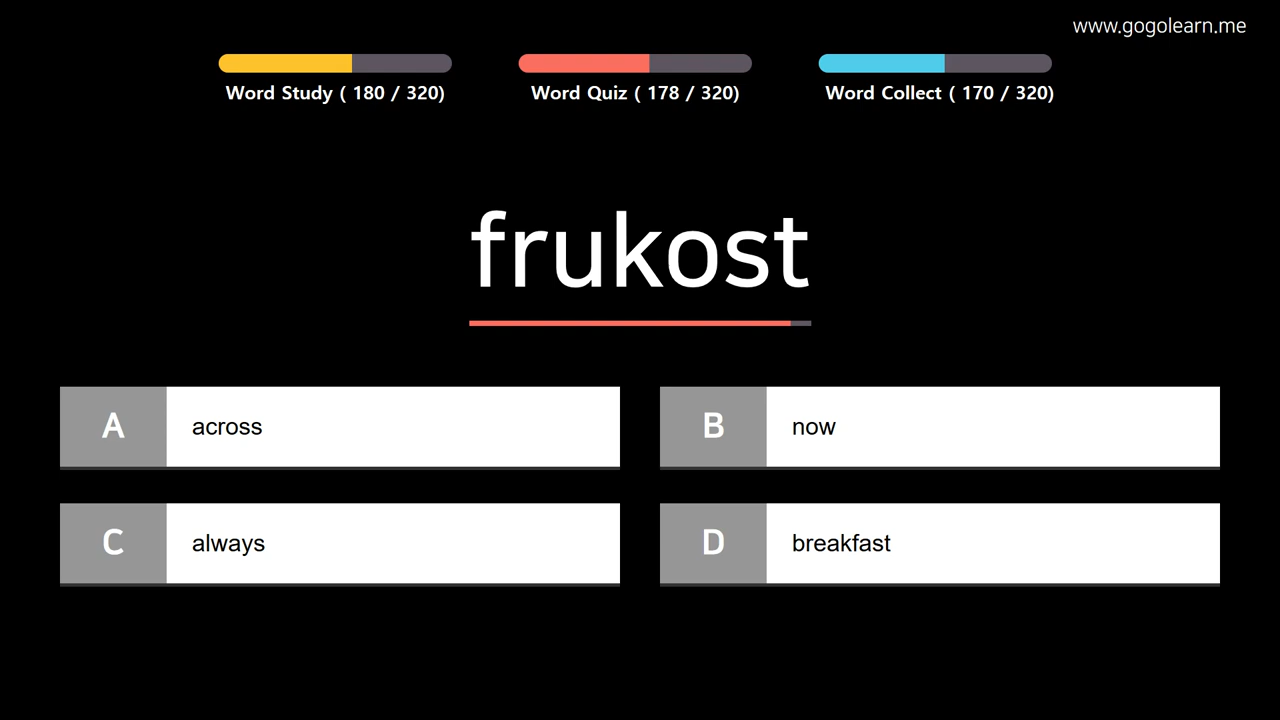 www.gogolearn.me
Word Study ( 180 / 320)
Word Quiz ( 178 / 320)
Word Collect ( 170 / 320)
frukost
A across
B now
C always
D breakfast